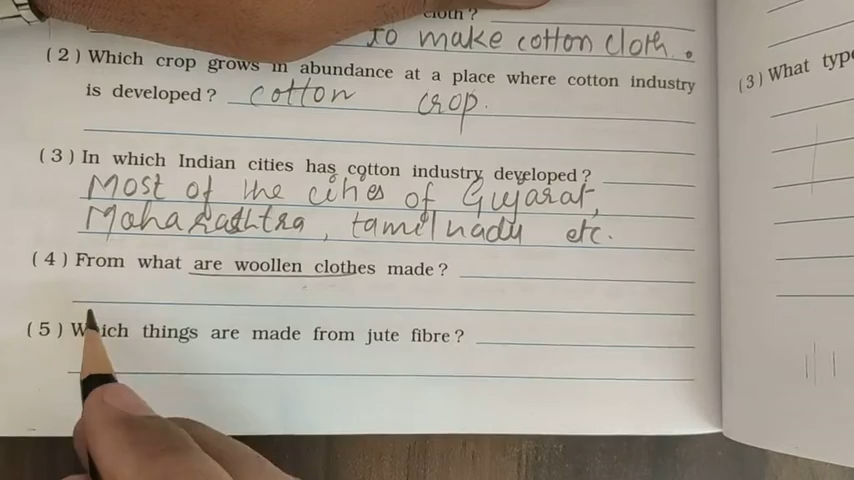 cloth ?
to make cotton cloth.
( 2 ) Which crop grows in abundance at a place where cotton industry
is developed ? cotton crop.
( 3 ) In which Indian cities has cotton industry developed ?
Most of the cities of Gujarat,
Maharashtra, tamilnadu etc.
( 4 ) From what are woollen clothes made ?
( 5 ) Which things are made from jute fibre ?
( 3 ) What type